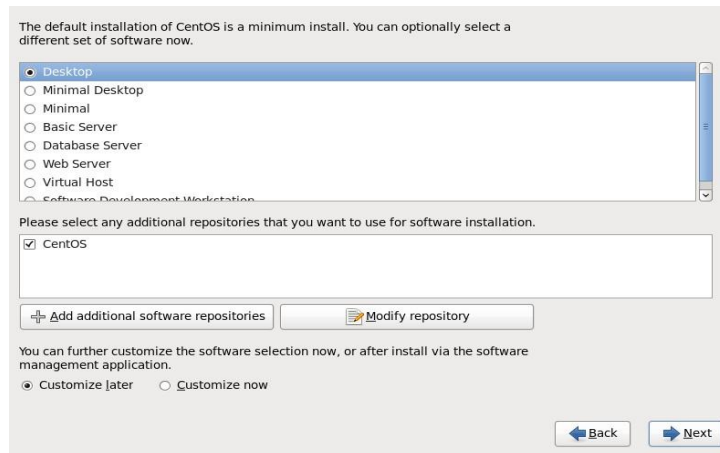 The default installation of CentOS is a minimum install. You can optionally select a
different set of software now.
Desktop
Minimal Desktop
Minimal
Basic Server
Database Server
Web Server
Virtual Host
Software Development Workstation
Please select any additional repositories that you want to use for software installation.
CentOS
Add additional software repositories
Modify repository
You can further customize the software selection now, or after install via the software
management application.
Customize later
Customize now
Back
Next